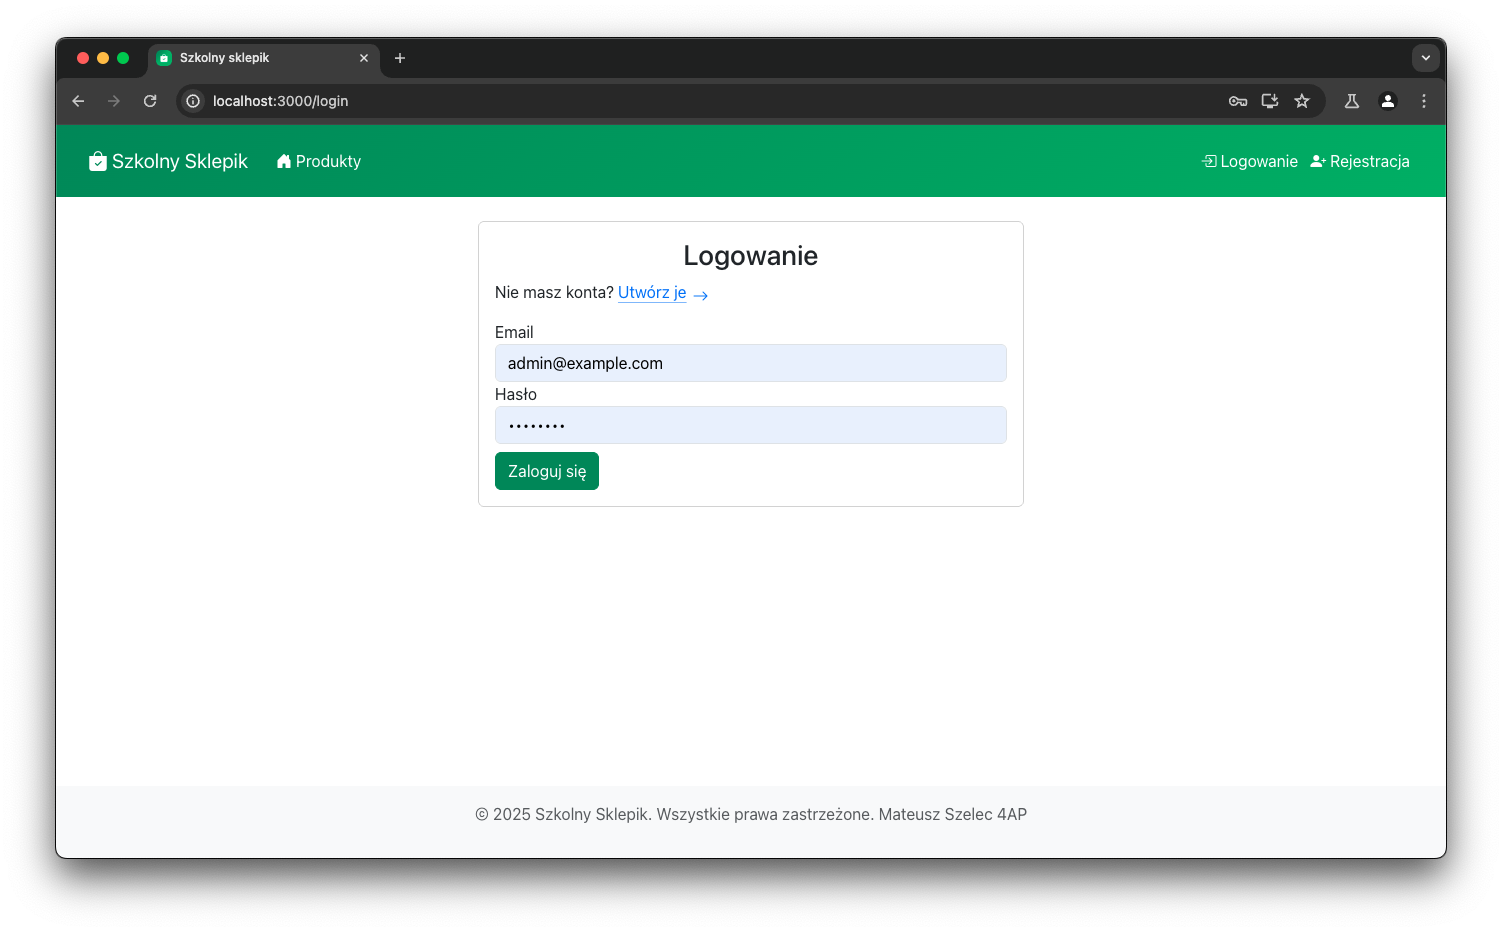 Szkolny sklepik
localhost:3000/login
Szkolny Sklepik Produkty Logowanie Rejestracja
Logowanie
Nie masz konta? Utwórz je →
Email
admin@example.com
Hasło
••••••••
Zaloguj się
© 2025 Szkolny Sklepik. Wszystkie prawa zastrzeżone. Mateusz Szelec 4AP